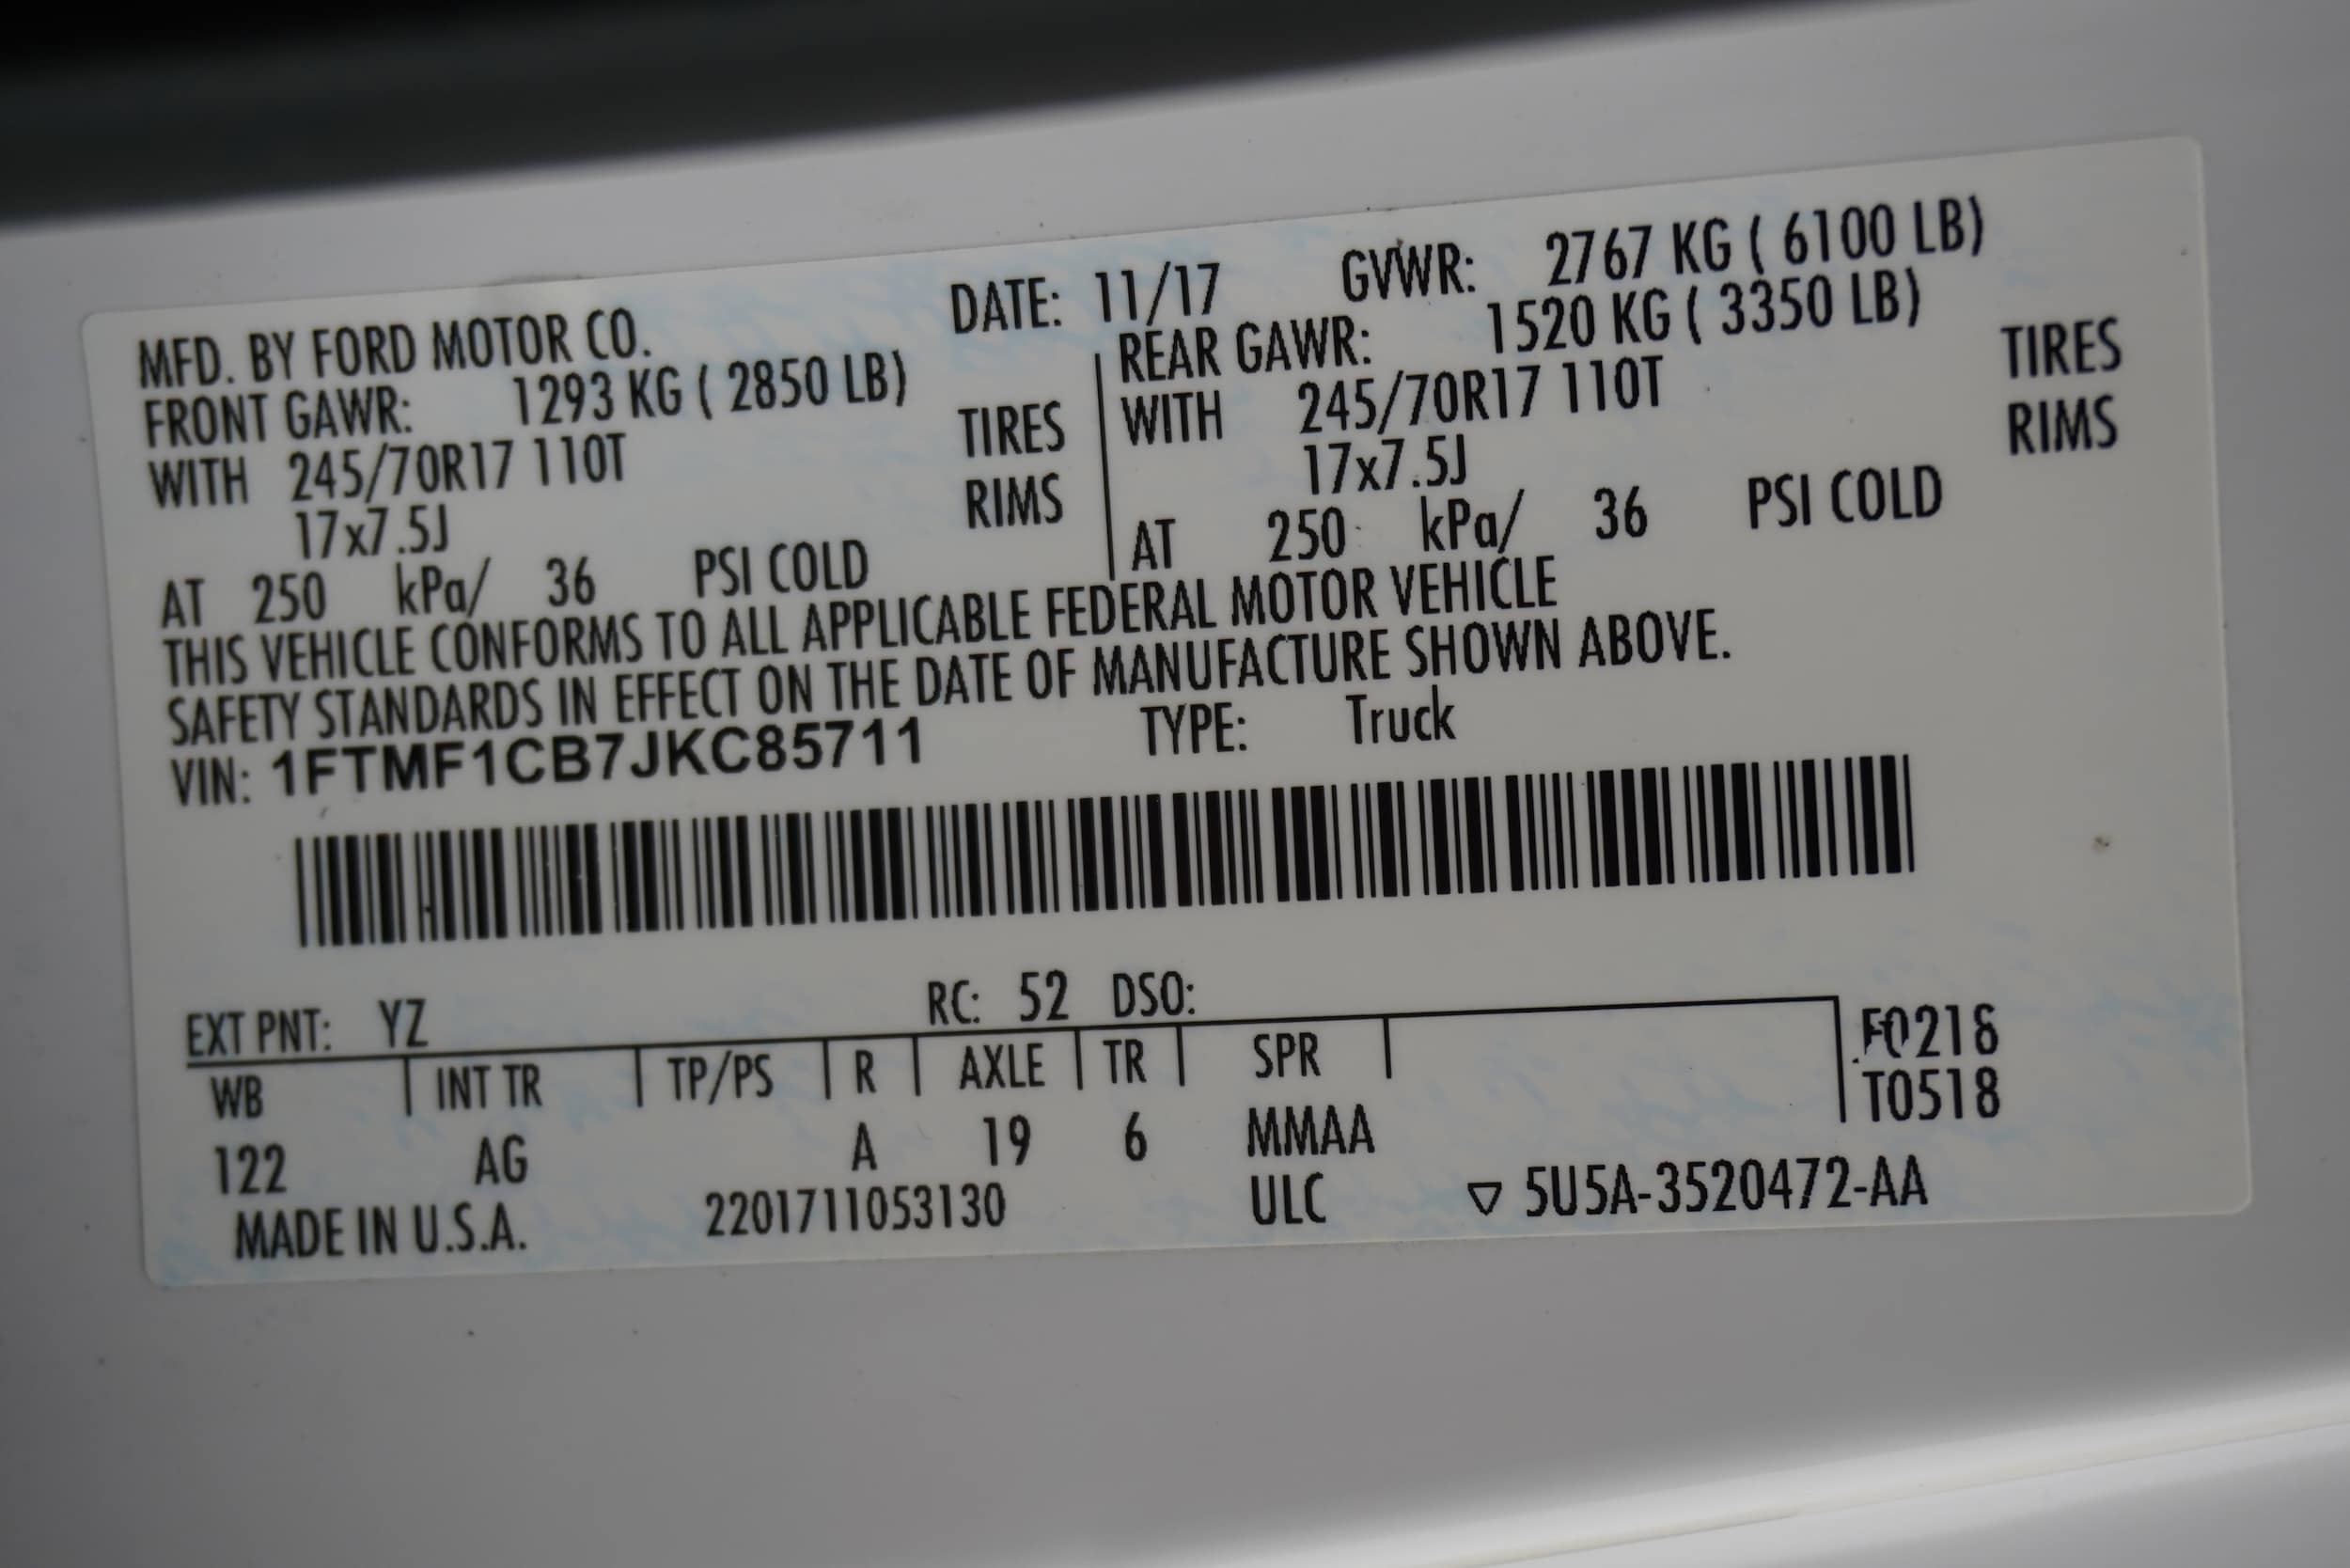 MFD. BY FORD MOTOR CO. DATE: 11/17 GVWR: 2767 KG ( 6100 LB)
FRONT GAWR: 1293 KG ( 2850 LB) REAR GAWR: 1520 KG ( 3350 LB)
WITH 245/70R17 110T TIRES WITH 245/70R17 110T TIRES
17x7.5J RIMS 17x7.5J RIMS
AT 250 kPa/ 36 PSI COLD AT 250 kPa/ 36 PSI COLD
THIS VEHICLE CONFORMS TO ALL APPLICABLE FEDERAL MOTOR VEHICLE
SAFETY STANDARDS IN EFFECT ON THE DATE OF MANUFACTURE SHOWN ABOVE.
VIN: 1FTMF1CB7JKC85711 TYPE: Truck
EXT PNT: YZ RC: 52 DSO:
WB INT TR TP/PS R AXLE TR SPR
T0518
122 AG A 19 6 MMAA
MADE IN U.S.A. 2201711053130 ULC ▽ 5U5A-3520472-AA